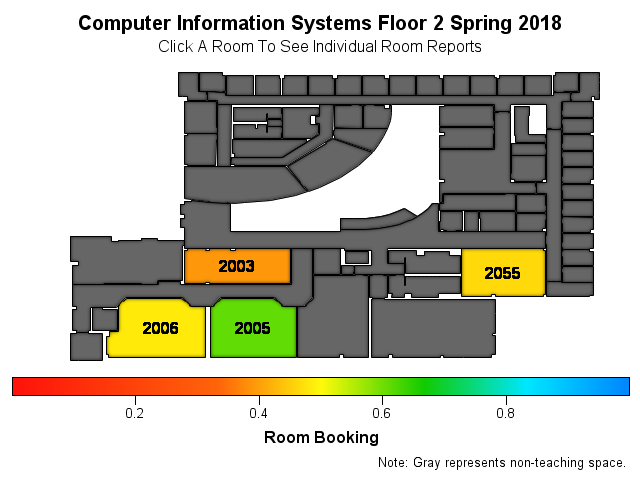 Computer Information Systems Floor 2 Spring 2018
Click A Room To See Individual Room Reports
2003
2055
2006
2005
0.2 0.4 0.6 0.8
Room Booking
Note: Gray represents non-teaching space.